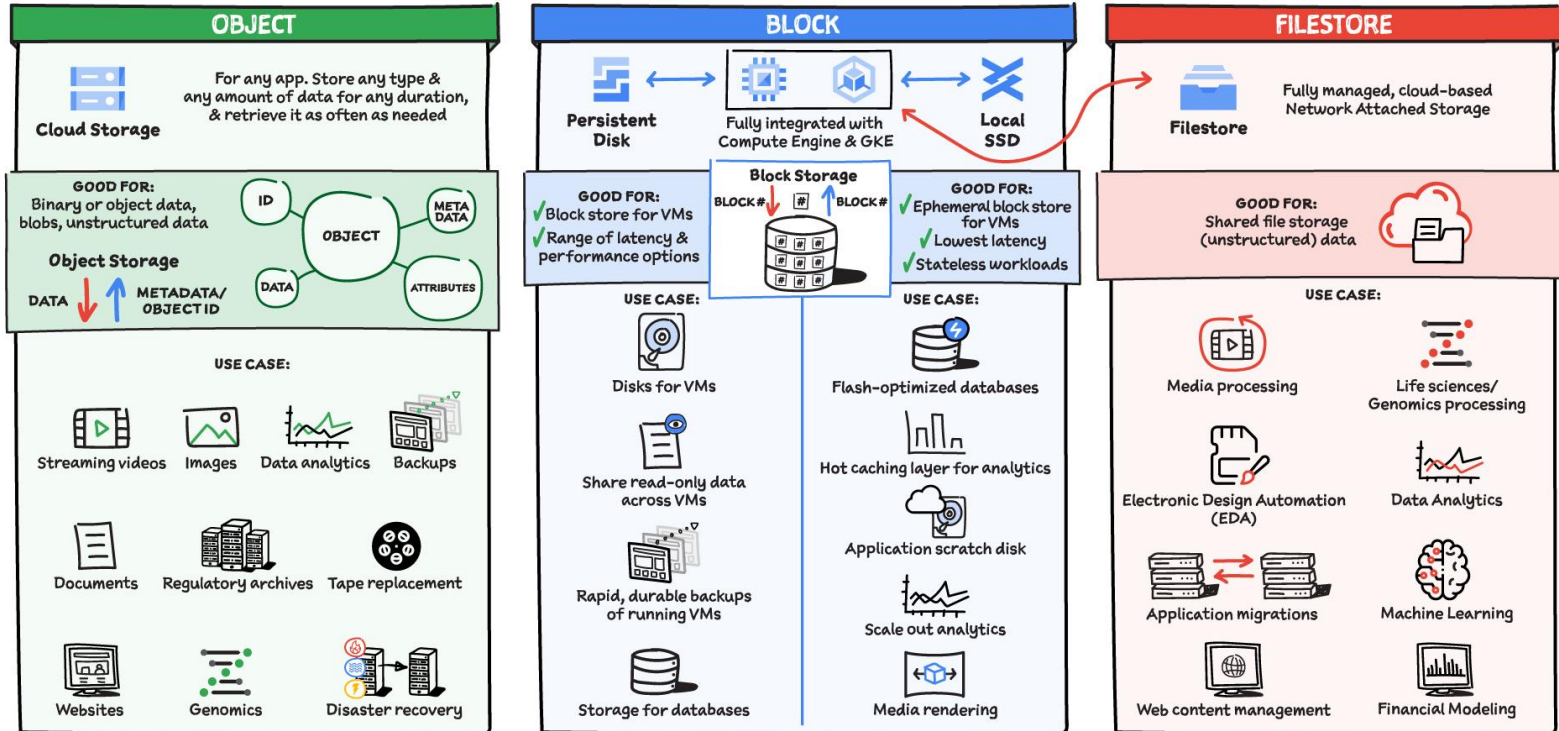 OBJECT
Cloud Storage
For any app. Store any type &
any amount of data for any duration,
& retrieve it as often as needed
GOOD FOR:
Binary or object data,
blobs, unstructured data
Object Storage
DATA
METADATA/
OBJECT ID
ID
META
DATA
OBJECT
DATA
ATTRIBUTES
USE CASE:
Streaming videos
Images
Data analytics
Backups
Documents
Regulatory archives
Tape replacement
Websites
Genomics
Disaster recovery
BLOCK
Persistent
Disk
Fully integrated with
Compute Engine & GKE
Local
SSD
GOOD FOR:
Block store for VMs
Range of latency &
performance options
Block Storage
BLOCK#
#
BLOCK#
# # #
# # #
# # #
GOOD FOR:
Ephemeral block store
for VMs
Lowest latency
Stateless workloads
USE CASE:
Disks for VMs
Share read-only data
across VMs
Rapid, durable backups
of running VMs
Storage for databases
USE CASE:
Flash-optimized databases
Hot caching layer for analytics
Application scratch disk
Scale out analytics
Media rendering
FILESTORE
Filestore
Fully managed, cloud-based
Network Attached Storage
GOOD FOR:
Shared file storage
(unstructured) data
USE CASE:
Media processing
Life sciences/
Genomics processing
Electronic Design Automation
(EDA)
Data Analytics
Application migrations
Machine Learning
Web content management
Financial Modeling